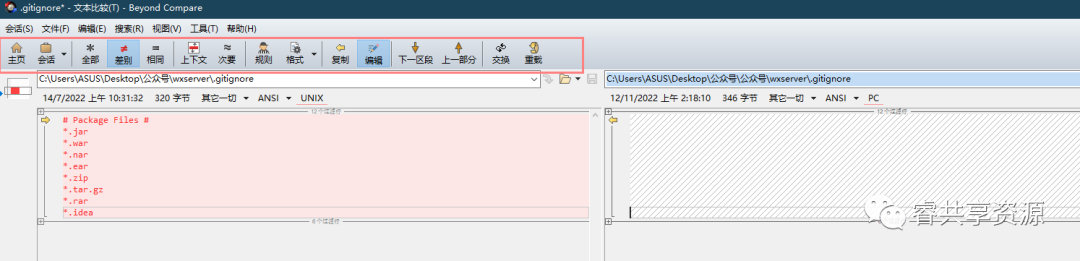 .gitignore* - 文本比较(T) - Beyond Compare
会话(S) 文件(F) 编辑(E) 搜索(R) 视图(V) 工具(T) 帮助(H)
主页 会话 全部 差别 相同 上下文 次要 规则 格式 复制 编辑 下一区段 上一部分 交换 重载
C:\Users\ASUS\Desktop\公众号\wxserver\.gitignore
C:\Users\ASUS\Desktop\公众号\公众号\wxserver\.gitignore
14/7/2022 上午 10:31:32 320 字节 其它一切 ANSI UNIX
12/11/2022 上午 2:18:10 346 字节 其它一切 ANSI PC
# Package Files #
*.jar
*.war
*.nar
*.ear
*.zip
*.tar.gz
*.rar
*.idea
睿共享资源